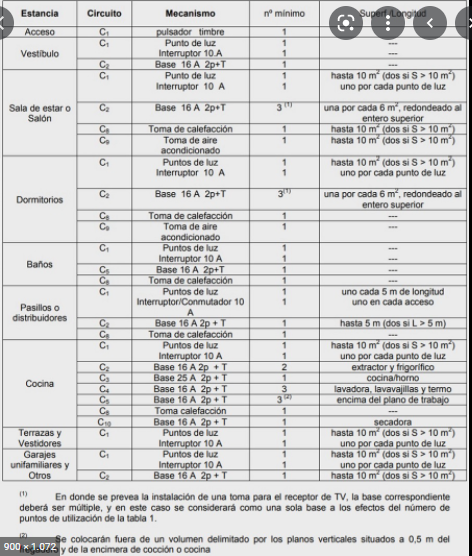 Estancia Circuito Mecanismo nº mínimo Superf./Longitud
Acceso C1 pulsador timbre 1
Vestíbulo C1 Punto de luz 1 ---
Interruptor 10.A 1 ---
C2 Base 16 A 2p+T 1 ---
Sala de estar o Salón C1 Punto de luz 1 hasta 10 m2 (dos si S > 10 m2)
Interruptor 10 A 1 uno por cada punto de luz
C2 Base 16 A 2p+T 3 (1) una por cada 6 m2, redondeado al
entero superior
C8 Toma de calefacción 1 hasta 10 m2 (dos si S > 10 m2)
C9 Toma de aire 1 hasta 10 m2 (dos si S > 10 m2)
acondicionado
Dormitorios C1 Puntos de luz 1 hasta 10 m2 (dos si S > 10 m2)
Interruptor 10 A 1 uno por cada punto de luz
C2 Base 16 A 2p+T 3(1) una por cada 6 m2, redondeado al
entero superior
C8 Toma de calefacción 1 ---
C9 Toma de aire 1 ---
acondicionado
Baños C1 Puntos de luz 1 ---
Interruptor 10 A 1 ---
C5 Base 16 A 2p+T 1 ---
C8 Toma de calefacción 1 ---
Pasillos o distribuidores C1 Puntos de luz 1 uno cada 5 m de longitud
Interruptor/Conmutador 10 1 uno en cada acceso
A
C2 Base 16 A 2p + T 1 hasta 5 m (dos si L > 5 m)
C8 Toma de calefacción 1 ---
Cocina C1 Puntos de luz 1 hasta 10 m2 (dos si S > 10 m2)
Interruptor 10 A 1 uno por cada punto de luz
C2 Base 16 A 2p + T 2 extractor y frigorífico
C3 Base 25 A 2p + T 1 cocina/horno
C4 Base 16 A 2p + T 3 lavadora, lavavajillas y termo
C5 Base 16 A 2p + T 3 (2) encima del plano de trabajo
C8 Toma calefacción 1 ---
C10 Base 16 A 2p + T 1 secadora
Terrazas y Vestidores C1 Puntos de luz 1 hasta 10 m2 (dos si S > 10 m2)
Interruptor 10 A 1 uno por cada punto de luz
Garajes unifamiliares y Otros C1 Puntos de luz 1 hasta 10 m2 (dos si S > 10 m2)
Interruptor 10 A 1 uno por cada punto de luz
C2 Base 16 A 2p + T 1 hasta 10 m2 (dos si S > 10 m2)
(1) En donde se prevea la instalación de una toma para el receptor de TV, la base correspondiente
deberá ser múltiple, y en este caso se considerará como una sola base a los efectos del número de
puntos de utilización de la tabla 1.
(2) Se colocarán fuera de un volumen delimitado por los planos verticales situados a 0,5 m del
y de la encimera de cocción o cocina
900 × 1.072